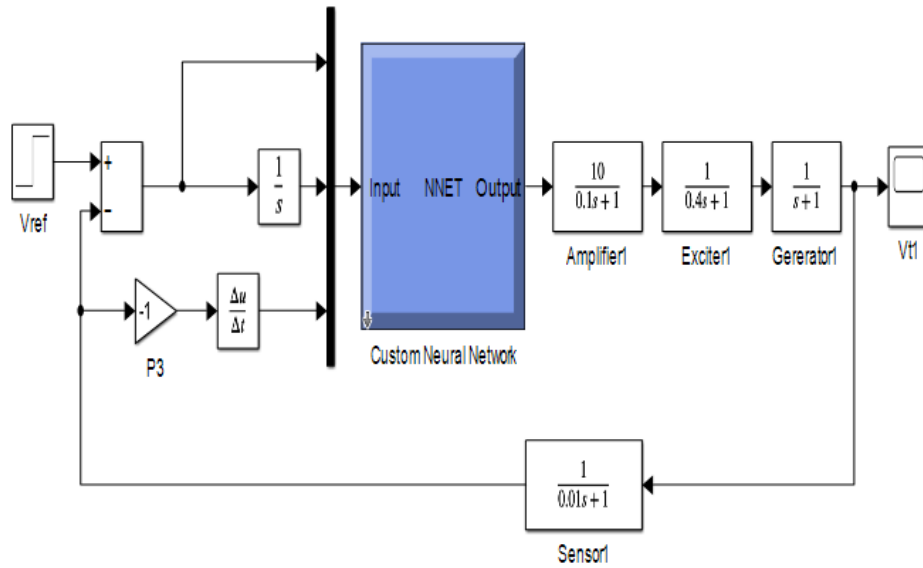 Vref
+
−
1
s
-1
P3
Δu
Δt
Input NNET Output
Custom Neural Network
10
0.1s+1
Amplifier1
1
0.4s+1
Exciter1
1
s+1
Gererator1
Vt1
1
0.01s+1
Sensor1